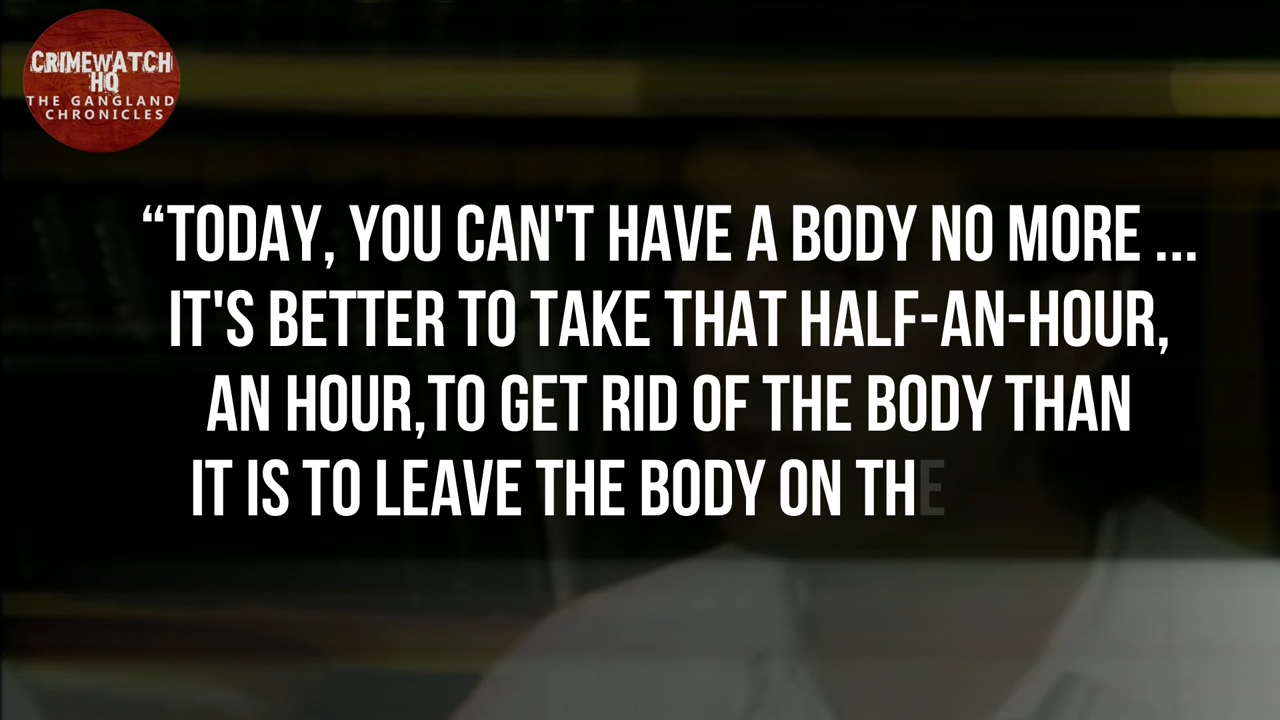 CRIMEWATCH
HQ
THE GANGLAND
CHRONICLES
“TODAY, YOU CAN'T HAVE A BODY NO MORE ...
IT'S BETTER TO TAKE THAT HALF-AN-HOUR,
AN HOUR,TO GET RID OF THE BODY THAN
IT IS TO LEAVE THE BODY ON THE